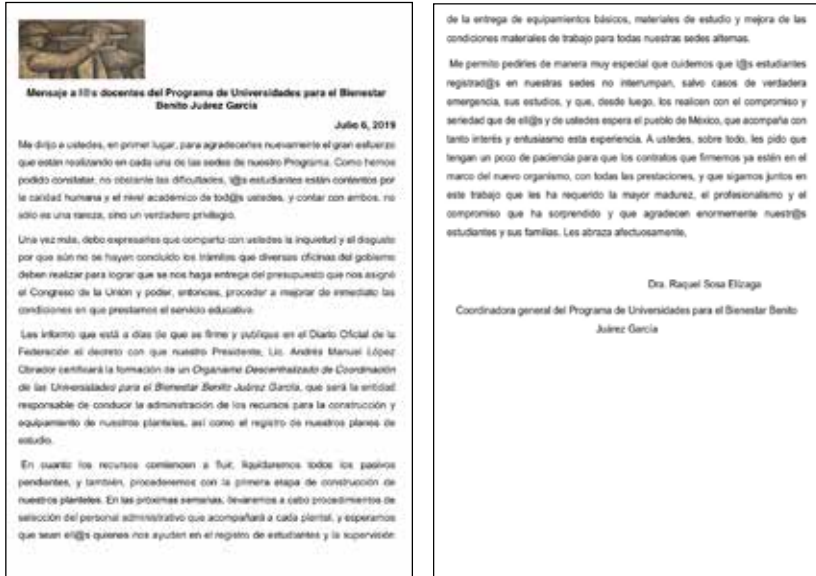 Mensaje a l@s docentes del Programa de Universidades para el Bienestar
Benito Juárez García
Julio 6, 2019
Me dirijo a ustedes, en primer lugar, para agradecerles nuevamente el gran esfuerzo
que están realizando en cada una de las sedes de nuestro Programa. Como hemos
podido constatar, no obstante las dificultades, l@s estudiantes están contentos por
la calidad humana y el nivel académico de tod@s ustedes, y contar con ambos, no
sólo es una rareza, sino un verdadero privilegio.
Una vez más, debo expresarles que comparto con ustedes la inquietud y el disgusto
por que aún no se hayan concluido los trámites que diversas oficinas del gobierno
deben realizar para lograr que se nos haga entrega del presupuesto que nos asignó
el Congreso de la Unión y poder, entonces, proceder a mejorar de inmediato las
condiciones en que prestamos el servicio educativo.
Les informo que está a días de que se firme y publique en el Diario Oficial de la
Federación el decreto con que nuestro Presidente, Lic. Andrés Manuel López
Obrador certificará la formación de un Organismo Descentralizado de Coordinación
de las Universidades para el Bienestar Benito Juárez García, que será la entidad
responsable de conducir la administración de los recursos para la construcción y
equipamiento de nuestros planteles, así como el registro de nuestros planes de
estudio.
En cuanto los recursos comiencen a fluir, liquidaremos todos los pasivos
pendientes, y también, procederemos con la primera etapa de construcción de
nuestros planteles. En las próximas semanas, llevaremos a cabo procedimientos de
selección del personal administrativo que acompañará a cada plantel, y esperamos
que sean ell@s quienes nos ayuden en el registro de estudiantes y la supervisión
de la entrega de equipamientos básicos, materiales de estudio y mejora de las
condiciones materiales de trabajo para todas nuestras sedes alternas.
Me permito pedirles de manera muy especial que cuidemos que l@s estudiantes
registrad@s en nuestras sedes no interrumpan, salvo casos de verdadera
emergencia, sus estudios, y que, desde luego, los realicen con el compromiso y
seriedad que de ell@s y de ustedes espera el pueblo de México, que acompaña con
tanto interés y entusiasmo esta experiencia. A ustedes, sobre todo, les pido que
tengan un poco de paciencia para que los contratos que firmemos ya estén en el
marco del nuevo organismo, con todas las prestaciones, y que sigamos juntos en
este trabajo que les ha requerido la mayor madurez, el profesionalismo y el
compromiso que ha sorprendido y que agradecen enormemente nuestr@s
estudiantes y sus familias. Les abraza afectuosamente,
Dra. Raquel Sosa Elízaga
Coordinadora general del Programa de Universidades para el Bienestar Benito
Juárez García